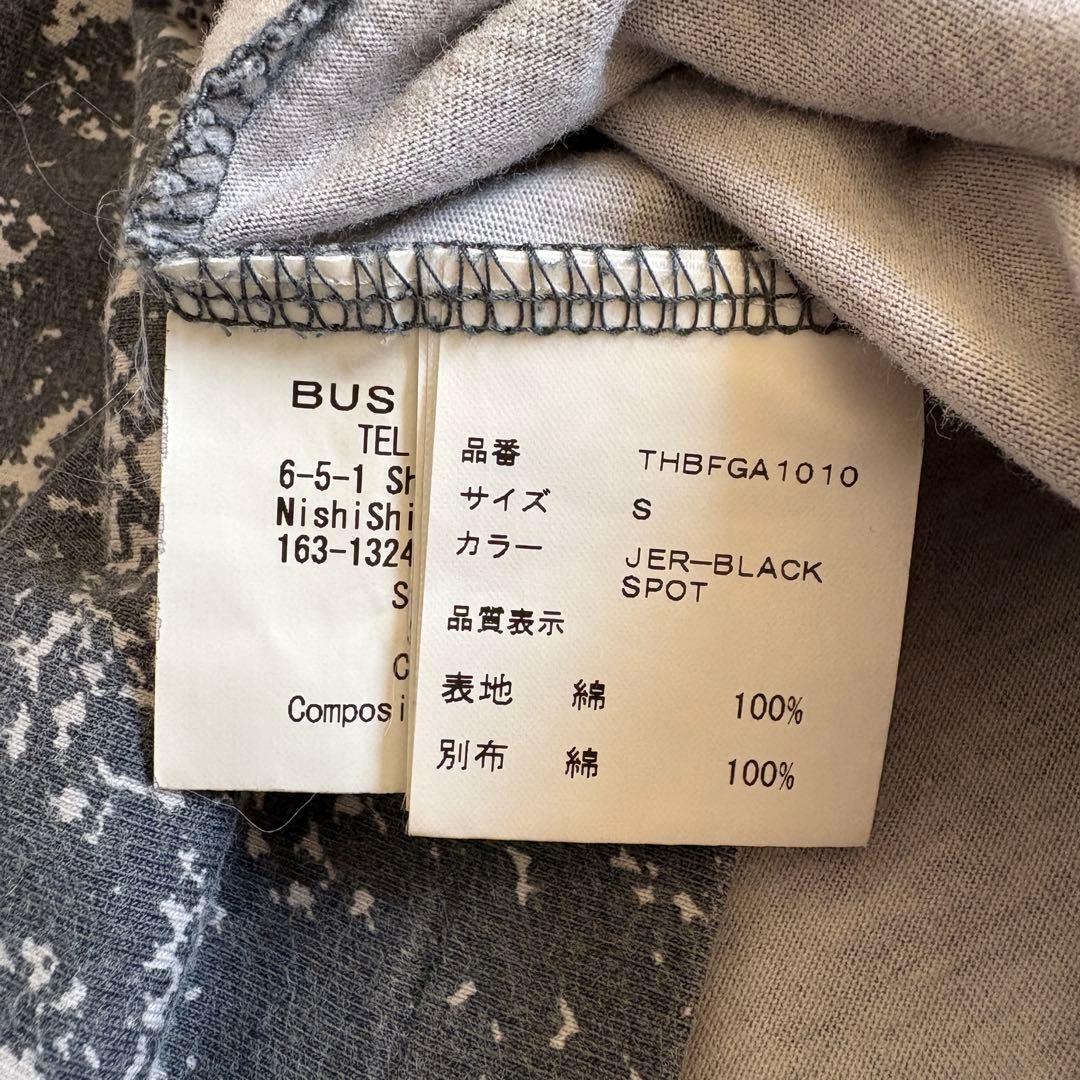 BUS
TEL
6-5-1 Sh
NishiShi
163-1324
S
C
Composi
品番 THBFGA1010
サイズ S
カラー JER-BLACK
SPOT
品質表示
表地 綿 100%
別布 綿 100%